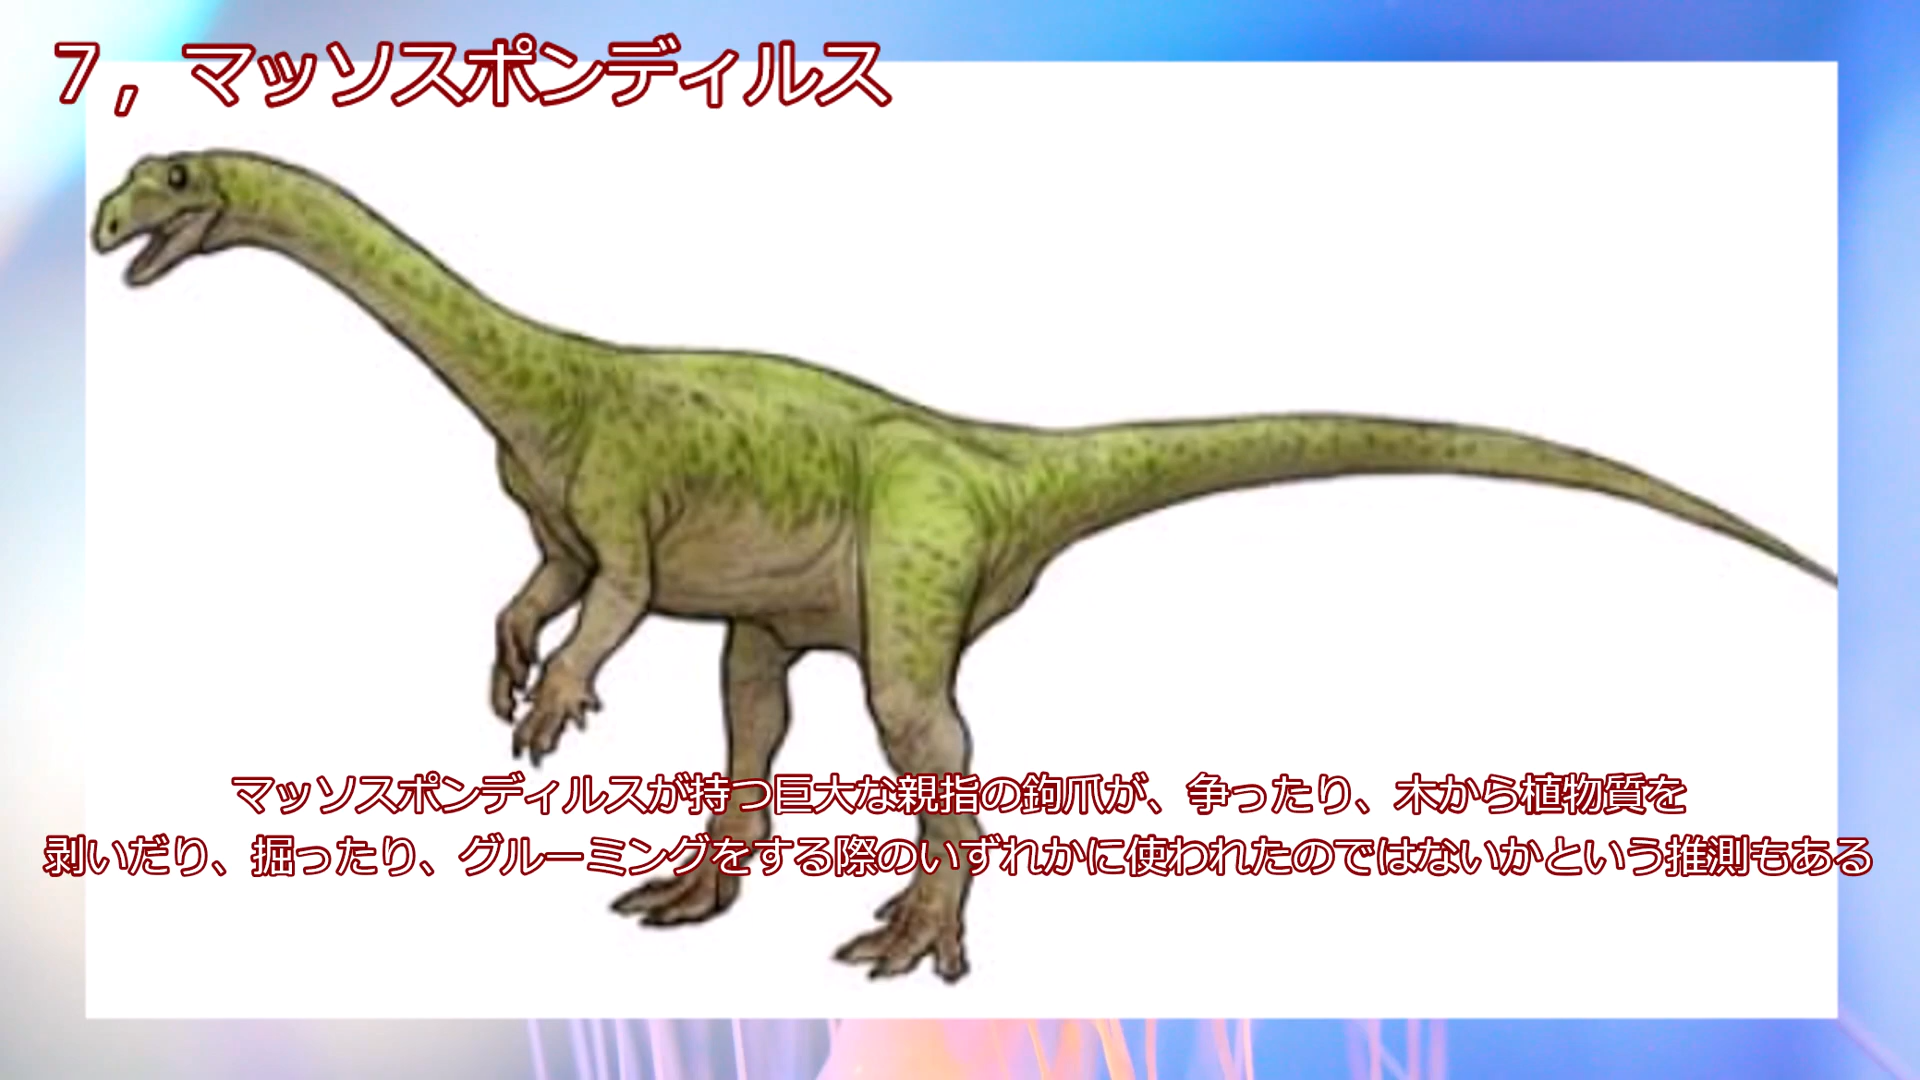 ７，マッソスポンディルス
マッソスポンディルスが持つ巨大な親指の鉤爪が、争ったり、木から植物質を
剥いだり、掘ったり、グルーミングをする際のいずれかに使われたのではないかという推測もある